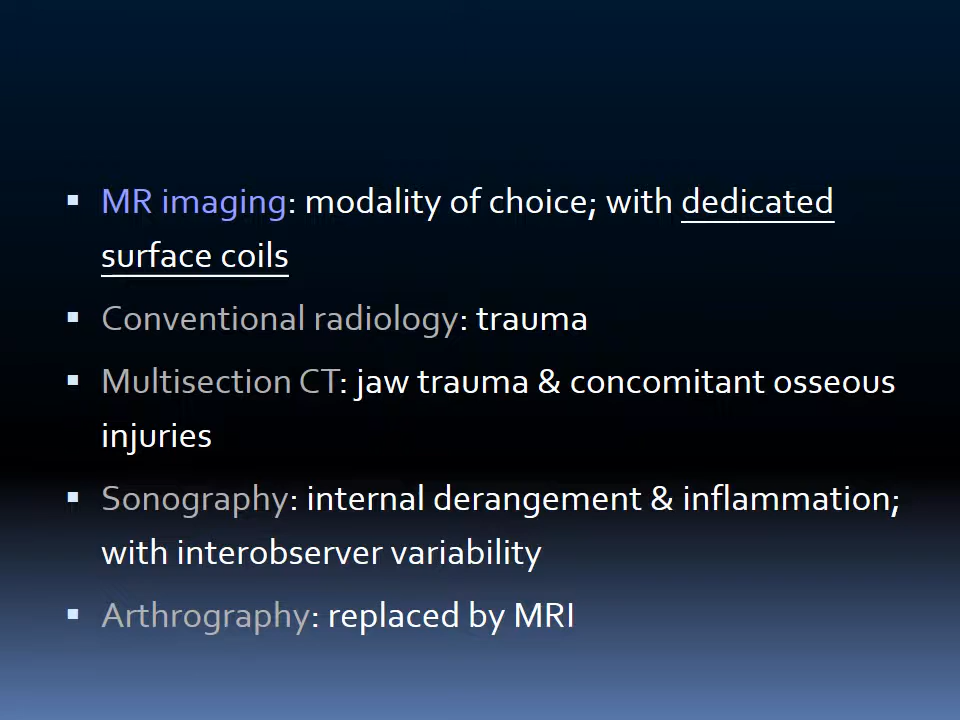 ▪ MR imaging: modality of choice; with dedicated
surface coils
▪ Conventional radiology: trauma
▪ Multisection CT: jaw trauma & concomitant osseous
injuries
▪ Sonography: internal derangement & inflammation;
with interobserver variability
▪ Arthrography: replaced by MRI